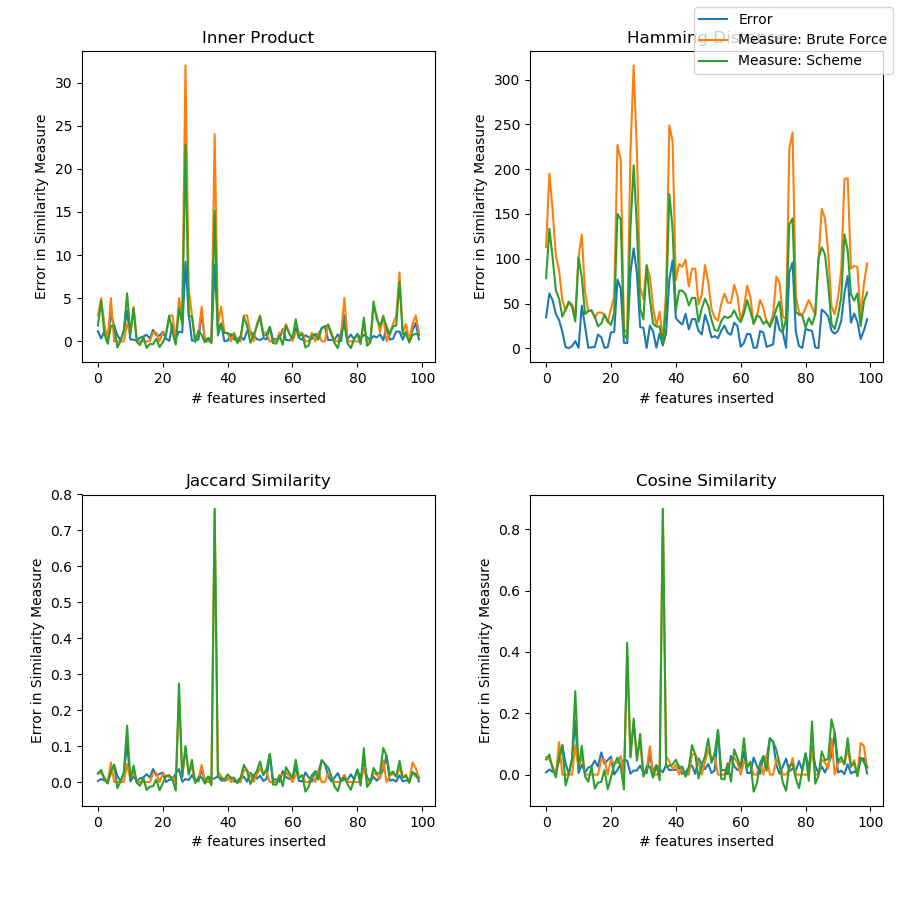 Error
Measure: Brute Force
Measure: Scheme
Inner Product
Error in Similarity Measure
30
25
20
15
10
5
0
0 20 40 60 80 100
# features inserted
Hamming Distance
Error in Similarity Measure
300
250
200
150
100
50
0
0 20 40 60 80 100
# features inserted
Jaccard Similarity
Error in Similarity Measure
0.8
0.7
0.6
0.5
0.4
0.3
0.2
0.1
0.0
0 20 40 60 80 100
# features inserted
Cosine Similarity
Error in Similarity Measure
0.8
0.6
0.4
0.2
0.0
0 20 40 60 80 100
# features inserted